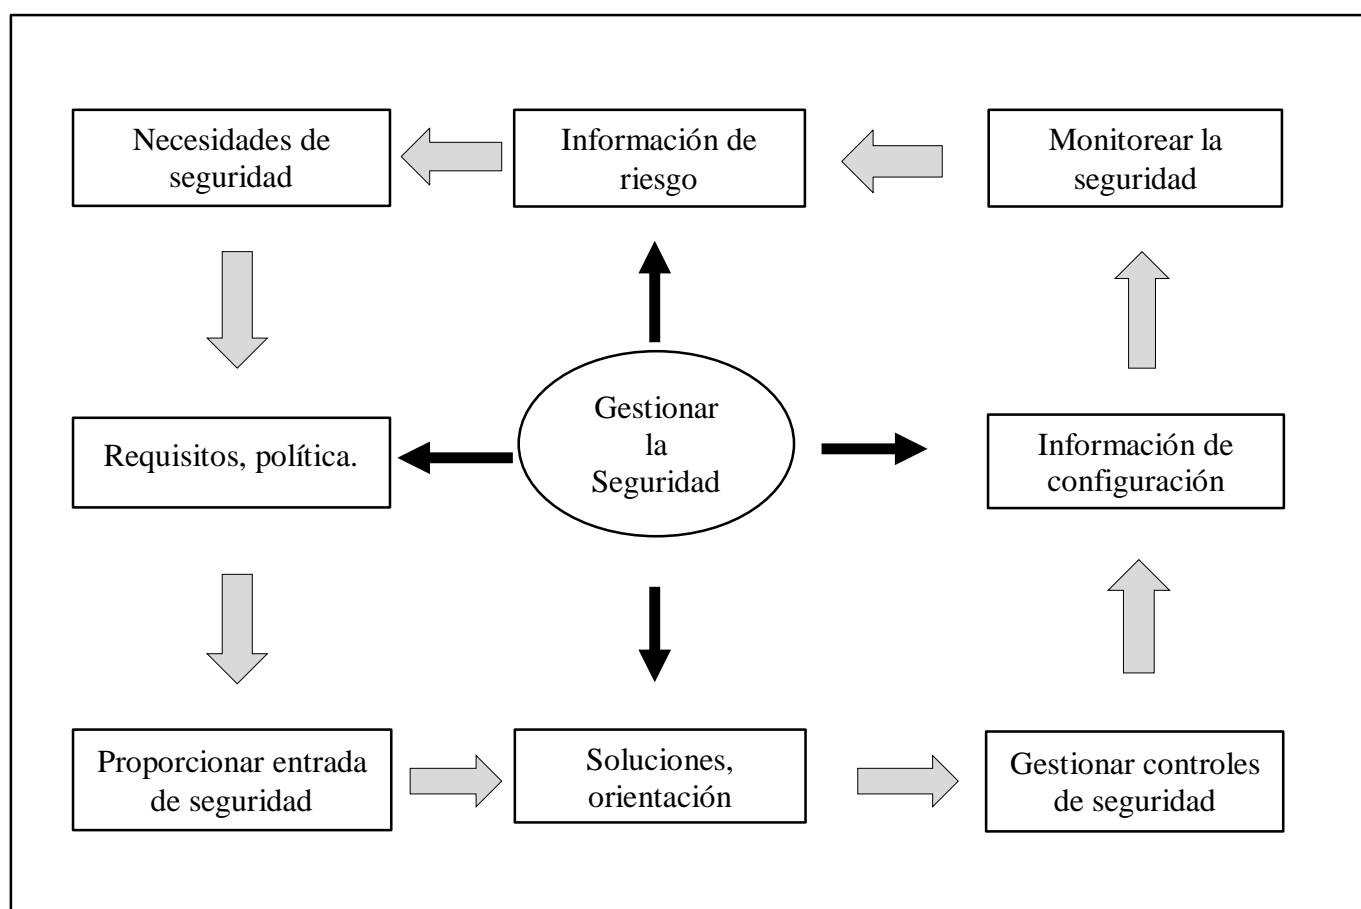 Necesidades de
seguridad
Información de
riesgo
Monitorear la
seguridad
Requisitos, política.
Gestionar
la
Seguridad
Información de
configuración
Proporcionar entrada
de seguridad
Soluciones,
orientación
Gestionar controles
de seguridad